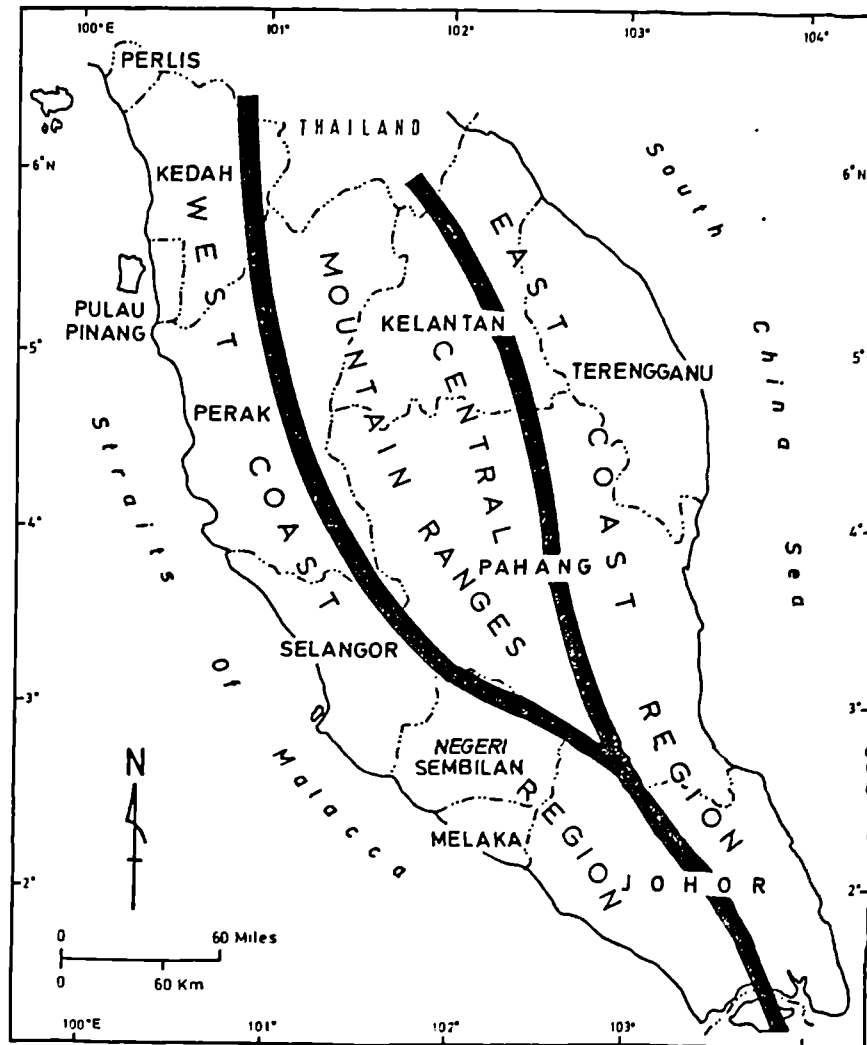 100°E 101° 102° 103° 104°
PERLIS
THAILAND
6°N
KEDAH
6°N
South China Sea
WEST COAST REGION
MOUNTAIN RANGES
CENTRAL
EAST COAST REGION
PULAU
PINANG
KELANTAN
5°
5°
TERENGGANU
PERAK
Straits Of Malacca
4°
4°
PAHANG
SELANGOR
3°
3°
NEGERI
SEMBILAN
N
MELAKA
JOHOR
2°
2°
0 60 Miles
0 60 Km
100°E 101° 102° 103° 104°